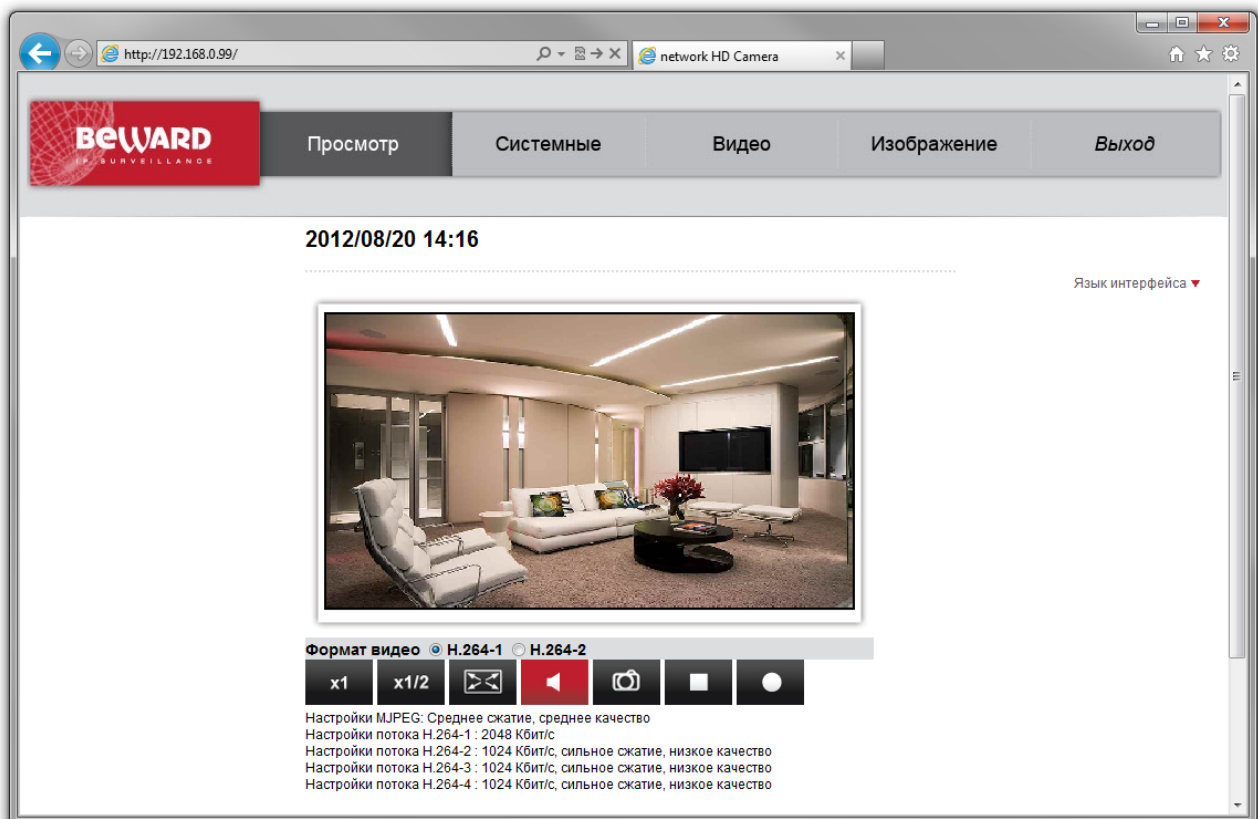 http://192.168.0.99/
network HD Camera
BEWARD
IP SURVEILLANCE
Просмотр
Системные
Видео
Изображение
Выход
2012/08/20 14:16
Язык интерфейса
Формат видео H.264-1 H.264-2
x1
x1/2
Настройки MJPEG: Среднее сжатие, среднее качество
Настройки потока H.264-1 : 2048 Кбит/с
Настройки потока H.264-2 : 1024 Кбит/с, сильное сжатие, низкое качество
Настройки потока H.264-3 : 1024 Кбит/с, сильное сжатие, низкое качество
Настройки потока H.264-4 : 1024 Кбит/с, сильное сжатие, низкое качество